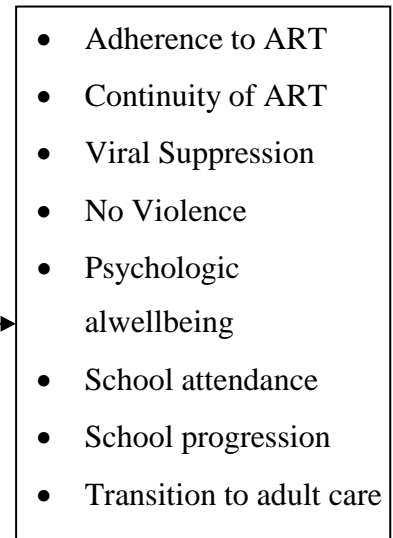 • Adherence to ART
• Continuity of ART
• Viral Suppression
• No Violence
• Psychologic
alwellbeing
• School attendance
• School progression
• Transition to adult care